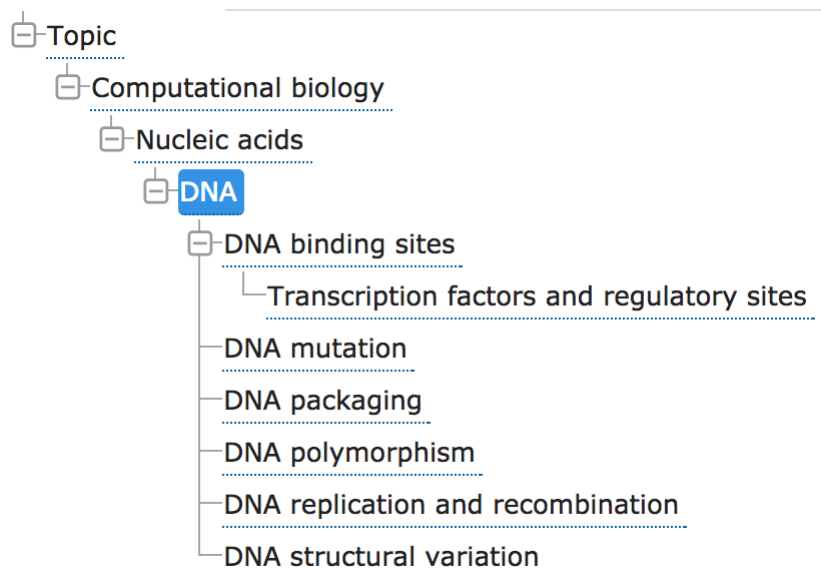 Topic
Computational biology
Nucleic acids
DNA
DNA binding sites
Transcription factors and regulatory sites
DNA mutation
DNA packaging
DNA polymorphism
DNA replication and recombination
DNA structural variation